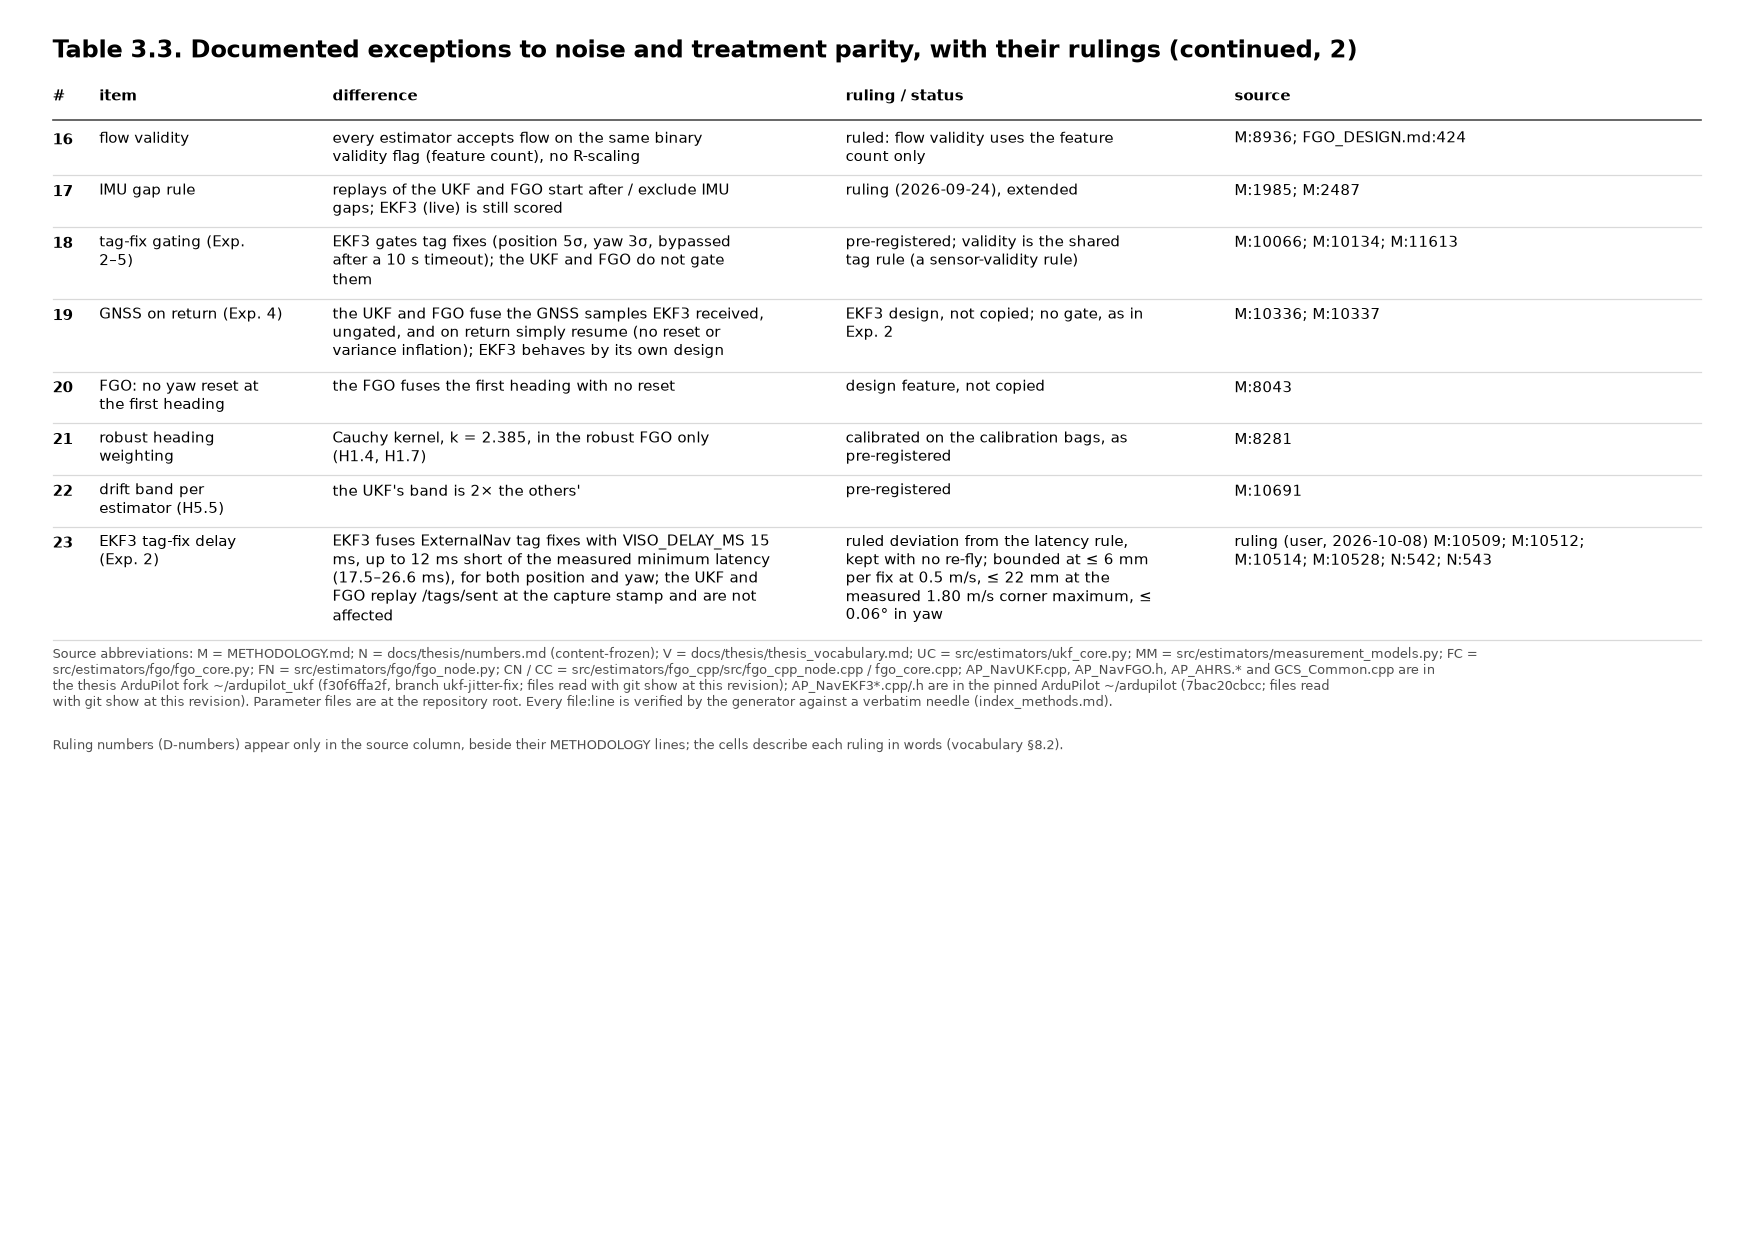 Table 3.3. Documented exceptions to noise and treatment parity, with their rulings (continued, 2)
# item difference ruling / status source
16 flow validity every estimator accepts flow on the same binary ruled: flow validity uses the feature M:8936; FGO_DESIGN.md:424
validity flag (feature count), no R-scaling count only
17 IMU gap rule replays of the UKF and FGO start after / exclude IMU ruling (2026-09-24), extended M:1985; M:2487
gaps; EKF3 (live) is still scored
18 tag-fix gating (Exp. EKF3 gates tag fixes (position 5σ, yaw 3σ, bypassed pre-registered; validity is the shared M:10066; M:10134; M:11613
2–5) after a 10 s timeout); the UKF and FGO do not gate tag rule (a sensor-validity rule)
them
19 GNSS on return (Exp. 4) the UKF and FGO fuse the GNSS samples EKF3 received, EKF3 design, not copied; no gate, as in M:10336; M:10337
ungated, and on return simply resume (no reset or Exp. 2
variance inflation); EKF3 behaves by its own design
20 FGO: no yaw reset at the FGO fuses the first heading with no reset design feature, not copied M:8043
the first heading
21 robust heading Cauchy kernel, k = 2.385, in the robust FGO only calibrated on the calibration bags, as M:8281
weighting (H1.4, H1.7) pre-registered
22 drift band per the UKF's band is 2× the others' pre-registered M:10691
estimator (H5.5)
23 EKF3 tag-fix delay EKF3 fuses ExternalNav tag fixes with VISO_DELAY_MS 15 ruled deviation from the latency rule, ruling (user, 2026-10-08) M:10509; M:10512;
(Exp. 2) ms, up to 12 ms short of the measured minimum latency kept with no re-fly; bounded at ≤ 6 mm M:10514; M:10528; N:542; N:543
(17.5–26.6 ms), for both position and yaw; the UKF and per fix at 0.5 m/s, ≤ 22 mm at the
FGO replay /tags/sent at the capture stamp and are not measured 1.80 m/s corner maximum, ≤
affected 0.06° in yaw
Source abbreviations: M = METHODOLOGY.md; N = docs/thesis/numbers.md (content-frozen); V = docs/thesis/thesis_vocabulary.md; UC = src/estimators/ukf_core.py; MM = src/estimators/measurement_models.py; FC =
src/estimators/fgo/fgo_core.py; FN = src/estimators/fgo/fgo_node.py; CN / CC = src/estimators/fgo_cpp/src/fgo_cpp_node.cpp / fgo_core.cpp; AP_NavUKF.cpp, AP_NavFGO.h, AP_AHRS.* and GCS_Common.cpp are in
the thesis ArduPilot fork ~/ardupilot_ukf (f30f6ffa2f, branch ukf-jitter-fix; files read with git show at this revision); AP_NavEKF3*.cpp/.h are in the pinned ArduPilot ~/ardupilot (7bac20cbcc; files read
with git show at this revision). Parameter files are at the repository root. Every file:line is verified by the generator against a verbatim needle (index_methods.md).
Ruling numbers (D-numbers) appear only in the source column, beside their METHODOLOGY lines; the cells describe each ruling in words (vocabulary §8.2).